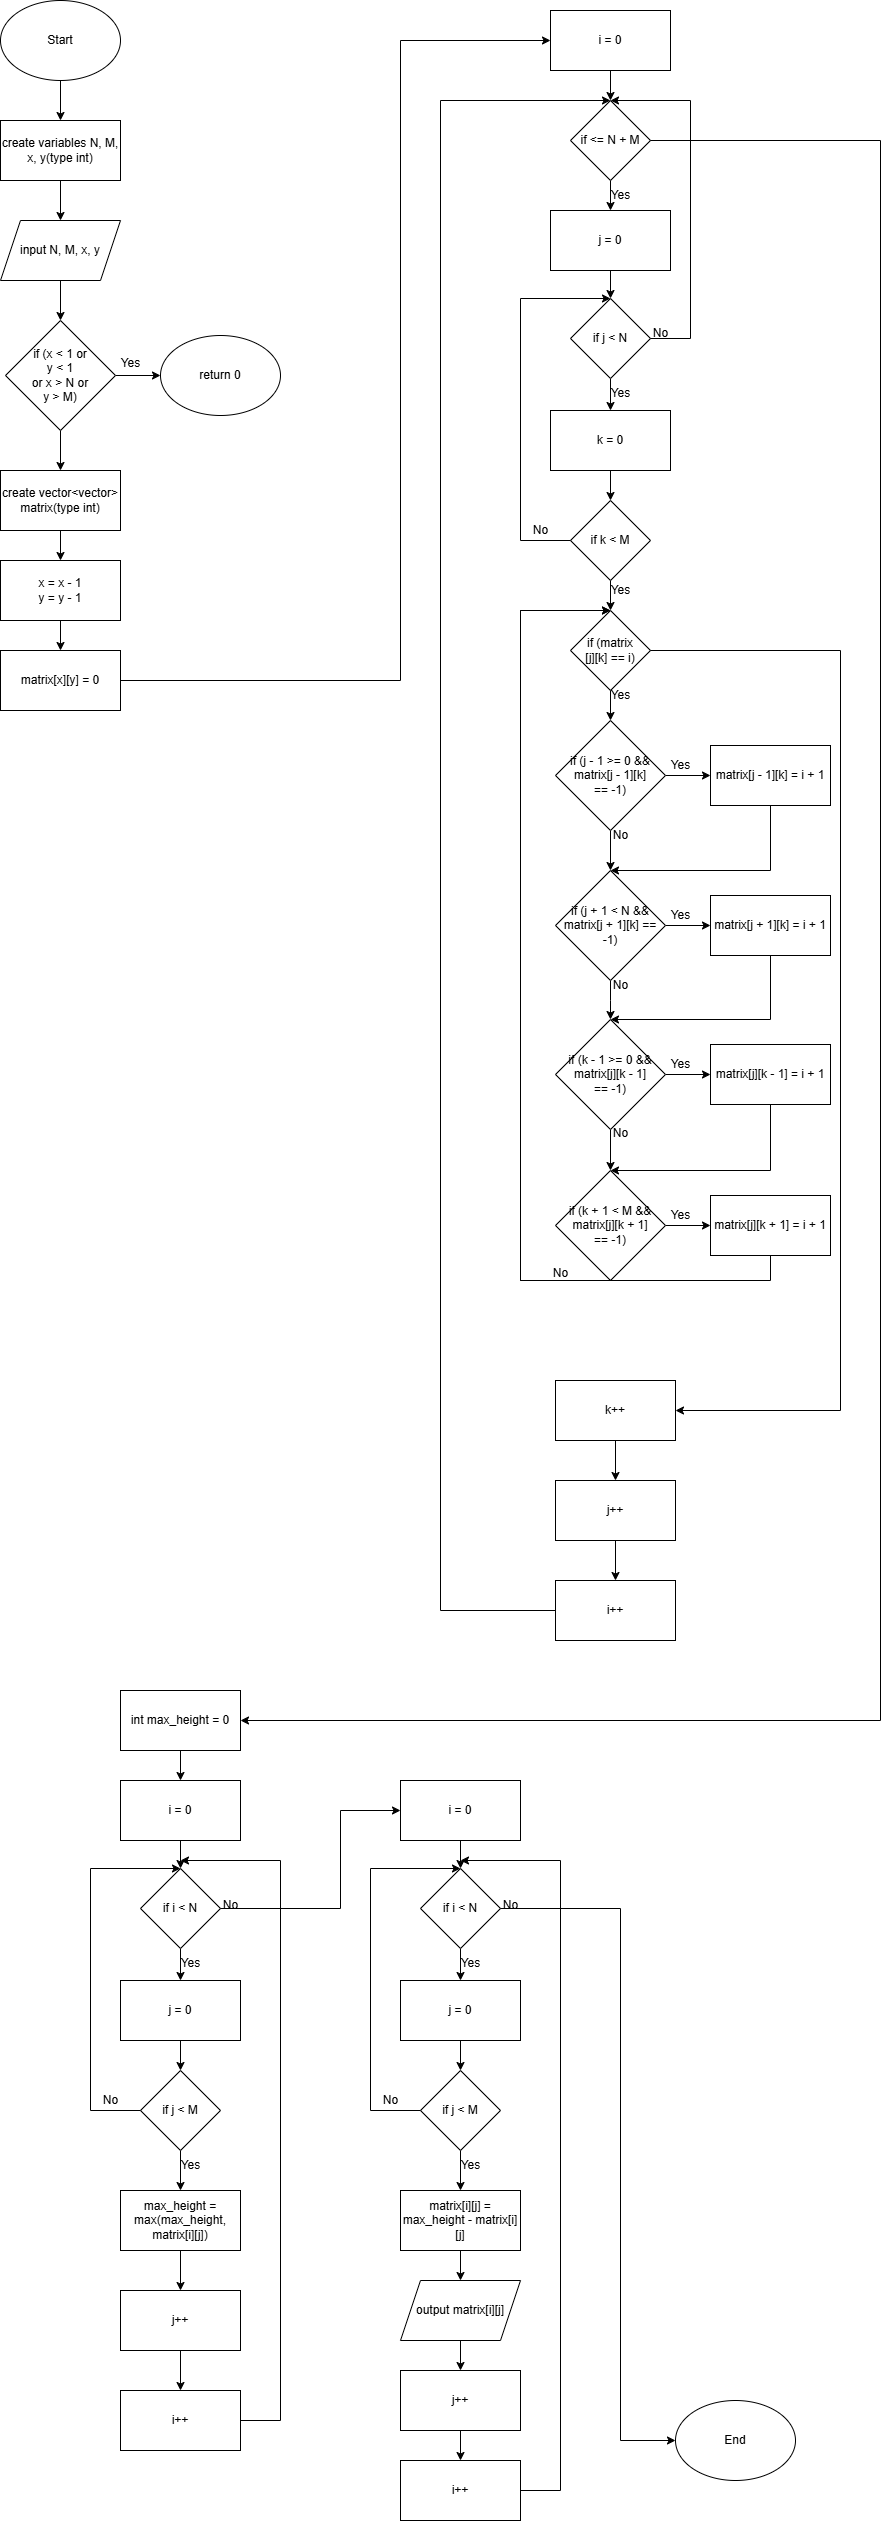 Start
create variables N, M,
x, y(type int)
input N, M, x, y
if (x < 1 or
y < 1
or x > N or
y > M)
Yes
return 0
create vector<vector>
matrix(type int)
x = x - 1
y = y - 1
matrix[x][y] = 0
i = 0
if <= N + M
Yes
j = 0
if j < N
No
Yes
k = 0
if k < M
No
Yes
if (matrix
[j][k] == i)
Yes
if (j - 1 >= 0 &&
matrix[j - 1][k]
== -1)
Yes
matrix[j - 1][k] = i + 1
No
if (j + 1 < N &&
matrix[j + 1][k] ==
-1)
Yes
matrix[j + 1][k] = i + 1
No
if (k - 1 >= 0 &&
matrix[j][k - 1]
== -1)
Yes
matrix[j][k - 1] = i + 1
No
if (k + 1 < M &&
matrix[j][k + 1]
== -1)
Yes
matrix[j][k + 1] = i + 1
No
k++
j++
i++
int max_height = 0
i = 0
if i < N
No
Yes
j = 0
if j < M
No
Yes
max_height =
max(max_height,
matrix[i][j])
j++
i++
i = 0
if i < N
No
Yes
j = 0
if j < M
No
Yes
matrix[i][j] =
max_height - matrix[i]
[j]
output matrix[i][j]
j++
i++
End